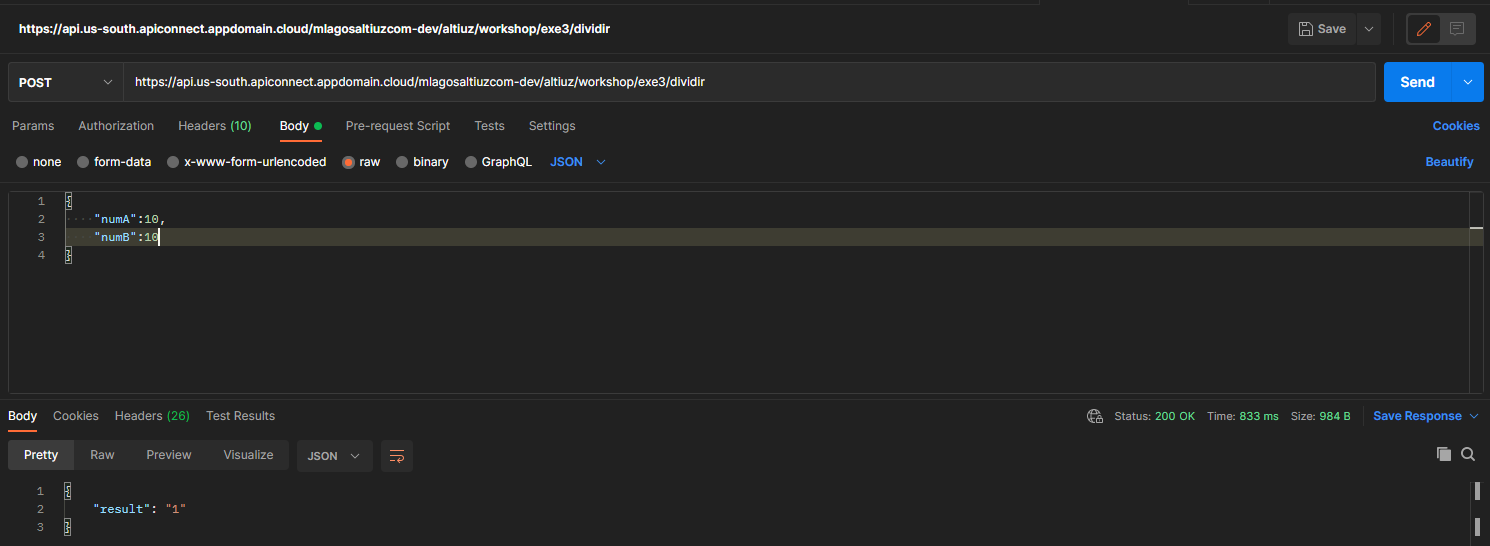 https://api.us-south.apiconnect.appdomain.cloud/mlagosaltiuzcom-dev/altiuz/workshop/exe3/dividir Save
POST https://api.us-south.apiconnect.appdomain.cloud/mlagosaltiuzcom-dev/altiuz/workshop/exe3/dividir Send
Params Authorization Headers (10) Body Pre-request Script Tests Settings Cookies
none form-data x-www-form-urlencoded raw binary GraphQL JSON Beautify
1 {
2 "numA":10,
3 "numB":10
4 }
Body Cookies Headers (26) Test Results Status: 200 OK Time: 833 ms Size: 984 B Save Response
Pretty Raw Preview Visualize JSON
1 {
2 "result": "1"
3 }